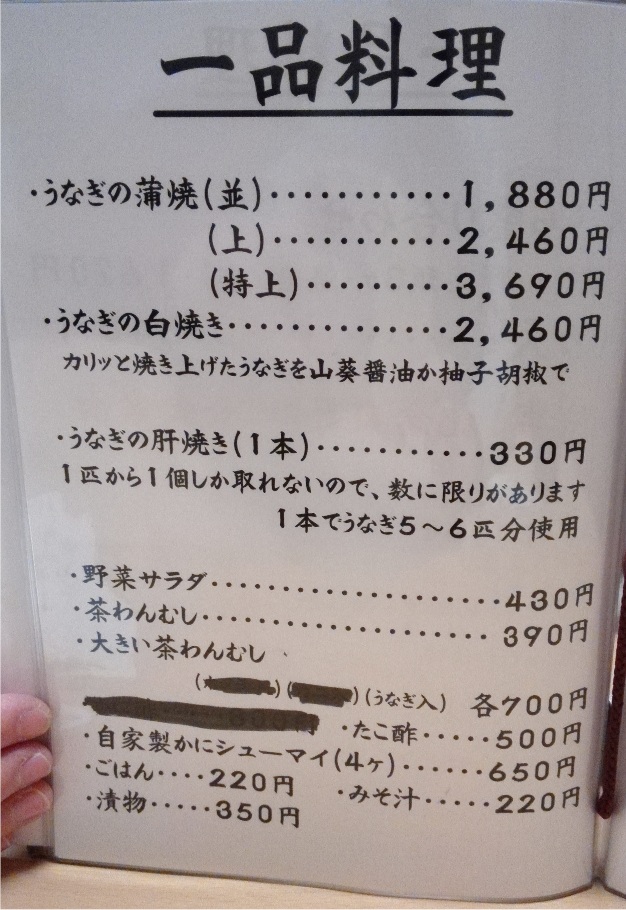 一品料理
・うなぎの蒲焼(並)・・・・・・・・・・・1,880円
(上)・・・・・・・・・・・2,460円
(特上)・・・・・・・・・3,690円
・うなぎの白焼き・・・・・・・・・・・・・2,460円
カリッと焼き上げたうなぎを山葵醤油か柚子胡椒で
・うなぎの肝焼き(1本)・・・・・・・・・・・330円
1匹から1個しか取れないので、数に限りがあります
1本でうなぎ5〜6匹分使用
・野菜サラダ・・・・・・・・・・・・・・・・・・・430円
・茶わんむし・・・・・・・・・・・・・・・・・・・390円
・大きい茶わんむし
(うなぎ入) 各700円
・たこ酢・・・・・500円
・自家製かにシューマイ(4ヶ)・・・・・・650円
・ごはん・・・・220円 ・みそ汁・・・・・220円
・漬物・・・・・350円